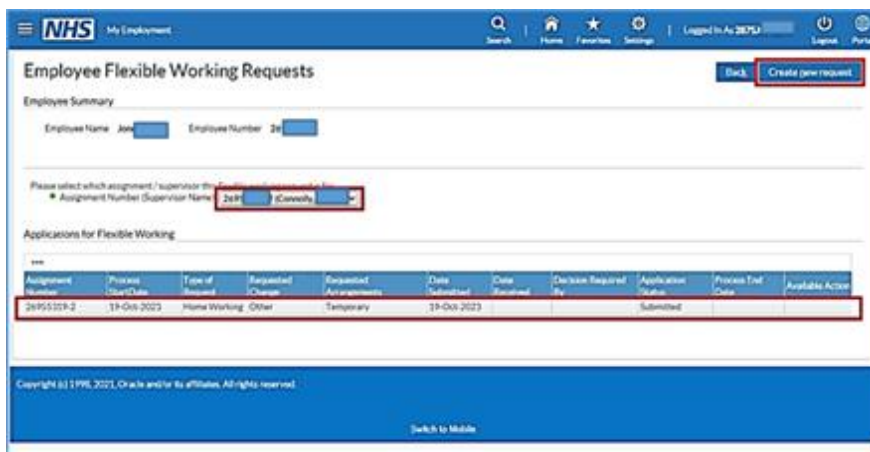 NHS My Employment
Search Home Favorites Settings Logged In As Logout
Employee Flexible Working Requests
Back Create new request
Employee Summary
Employee Name Employee Number
Please select which assignment / supervisor this
Assignment Number (Supervisor Name (Connolly,
Applications for Flexible Working
Assignment Number Process Start Date Type of Request Requested Change Requested Arrangements Date Submitted Date Received Decision Required By Application Status Process End Date Available Action
19-Oct-2023 Home Working Other Temporary 19-Oct-2023 Submitted
Copyright (c) 1998, 2021, Oracle and/or its affiliates. All rights reserved.
Switch to Mobile